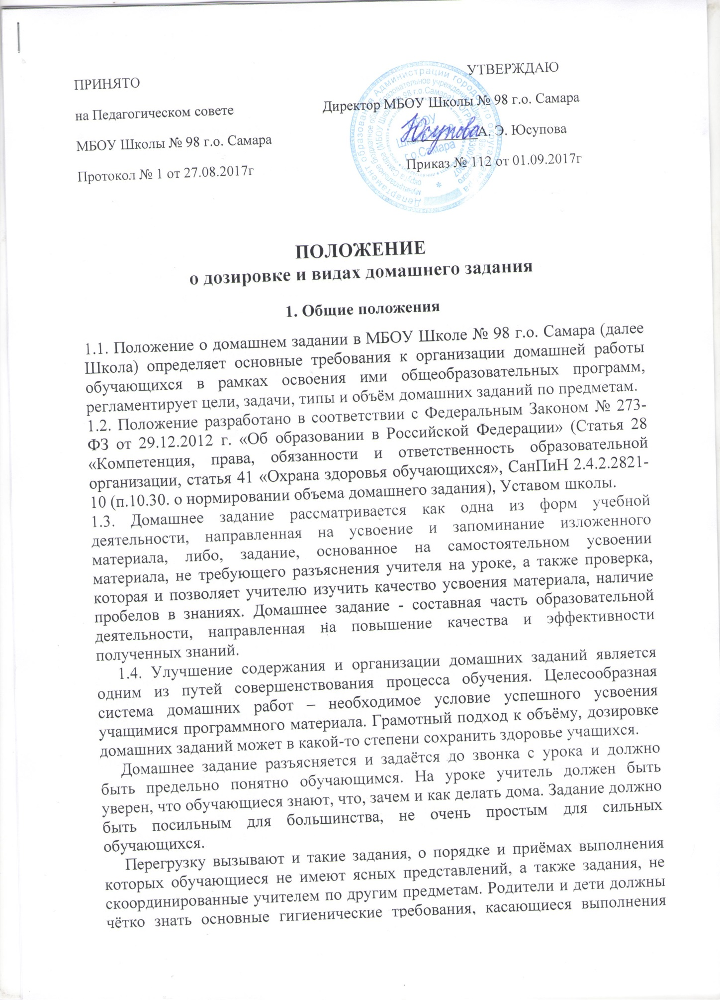 ПРИНЯТО
на Педагогическом совете
МБОУ Школы № 98 г.о. Самара
Протокол № 1 от 27.08.2017г
УТВЕРЖДАЮ
Директор МБОУ Школы № 98 г.о. Самара
Юсупова А. Э. Юсупова
Приказ № 112 от 01.09.2017г
Департамент образования Администрации городского округа Самара
МБОУ
г.о.Самара
ПОЛОЖЕНИЕ
о дозировке и видах домашнего задания
1. Общие положения
1.1. Положение о домашнем задании в МБОУ Школе № 98 г.о. Самара (далее
Школа) определяет основные требования к организации домашней работы
обучающихся в рамках освоения ими общеобразовательных программ,
регламентирует цели, задачи, типы и объём домашних заданий по предметам.
1.2. Положение разработано в соответствии с Федеральным Законом № 273-
ФЗ от 29.12.2012 г. «Об образовании в Российской Федерации» (Статья 28
«Компетенция, права, обязанности и ответственность образовательной
организации, статья 41 «Охрана здоровья обучающихся», СанПиН 2.4.2.2821-
10 (п.10.30. о нормировании объема домашнего задания), Уставом школы.
1.3. Домашнее задание рассматривается как одна из форм учебной
деятельности, направленная на усвоение и запоминание изложенного
материала, либо, задание, основанное на самостоятельном усвоении
материала, не требующего разъяснения учителя на уроке, а также проверка,
которая и позволяет учителю изучить качество усвоения материала, наличие
пробелов в знаниях. Домашнее задание - составная часть образовательной
деятельности, направленная на повышение качества и эффективности
полученных знаний.
1.4. Улучшение содержания и организации домашних заданий является
одним из путей совершенствования процесса обучения. Целесообразная
система домашних работ – необходимое условие успешного усвоения
учащимися программного материала. Грамотный подход к объёму, дозировке
домашних заданий может в какой-то степени сохранить здоровье учащихся.
Домашнее задание разъясняется и задаётся до звонка с урока и должно
быть предельно понятно обучающимся. На уроке учитель должен быть
уверен, что обучающиеся знают, что, зачем и как делать дома. Задание должно
быть посильным для большинства, не очень простым для сильных
обучающихся.
Перегрузку вызывают и такие задания, о порядке и приёмах выполнения
которых обучающиеся не имеют ясных представлений, а также задания, не
скоординированные учителем по другим предметам. Родители и дети должны
чётко знать основные гигиенические требования, касающиеся выполнения